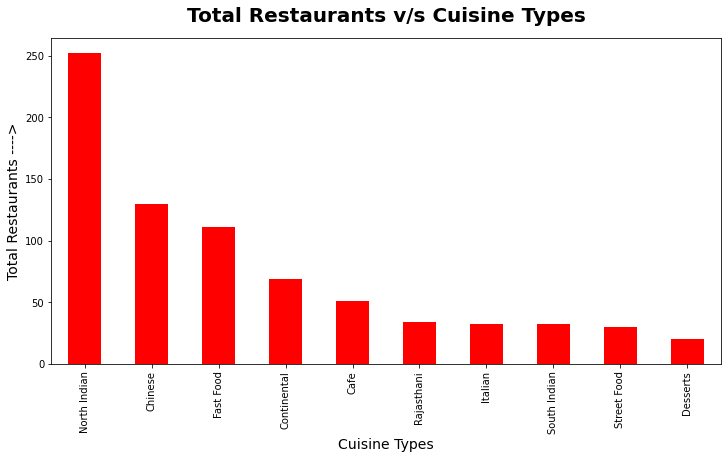 Total Restaurants v/s Cuisine Types
Total Restaurants ---->
250
200
150
100
50
0
North Indian
Chinese
Fast Food
Continental
Cafe
Rajasthani
Italian
South Indian
Street Food
Desserts
Cuisine Types